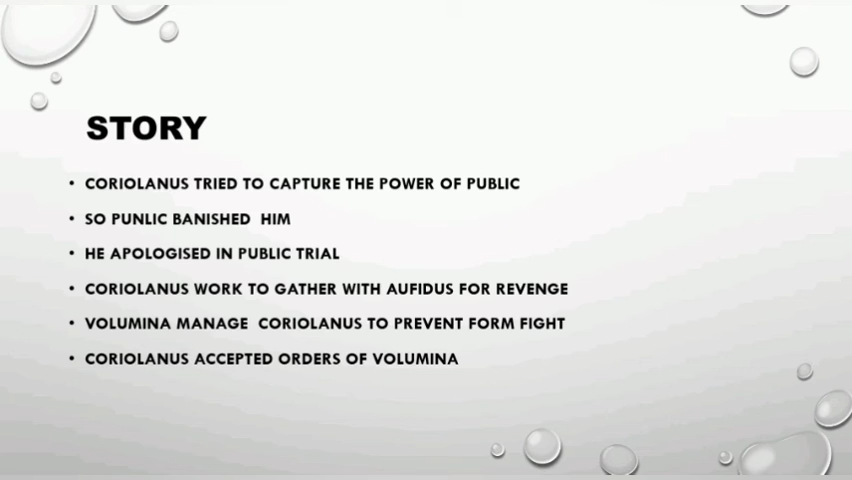 STORY
• CORIOLANUS TRIED TO CAPTURE THE POWER OF PUBLIC
• SO PUNLIC BANISHED  HIM
• HE APOLOGISED IN PUBLIC TRIAL
• CORIOLANUS WORK TO GATHER WITH AUFIDUS FOR REVENGE
• VOLUMINA MANAGE  CORIOLANUS TO PREVENT FORM FIGHT
• CORIOLANUS ACCEPTED ORDERS OF VOLUMINA